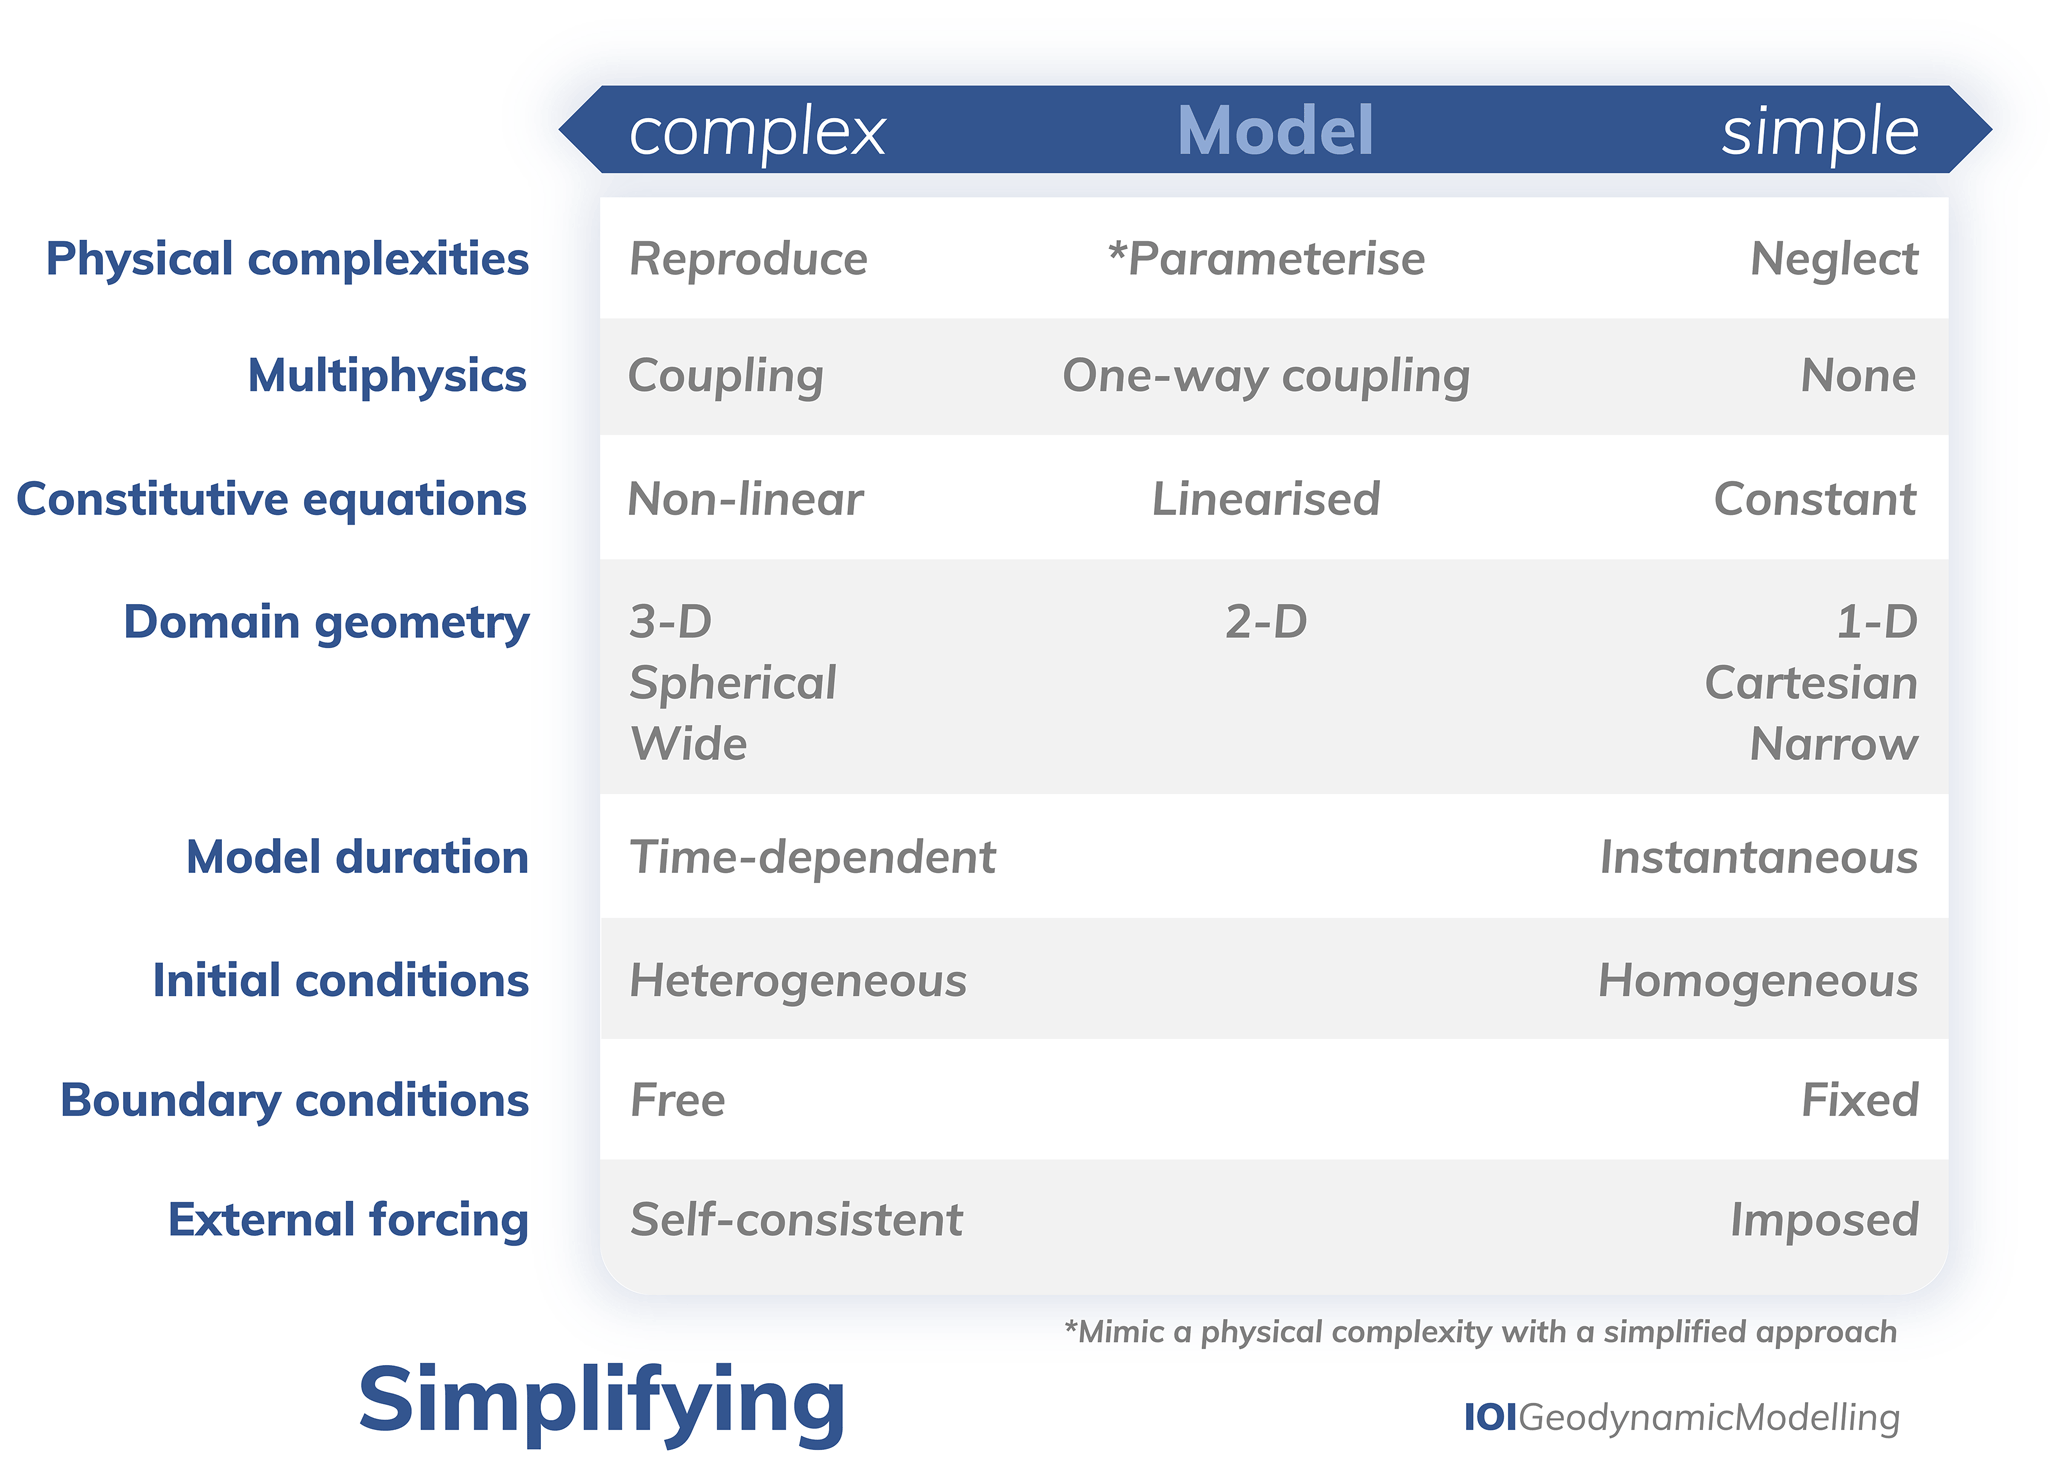 complex Model simple
Physical complexities Reproduce *Parameterise Neglect
Multiphysics Coupling One-way coupling None
Constitutive equations Non-linear Linearised Constant
Domain geometry 3-D 2-D 1-D
Spherical Cartesian
Wide Narrow
Model duration Time-dependent Instantaneous
Initial conditions Heterogeneous Homogeneous
Boundary conditions Free Fixed
External forcing Self-consistent Imposed
*Mimic a physical complexity with a simplified approach
Simplifying
IOIGeodynamicModelling